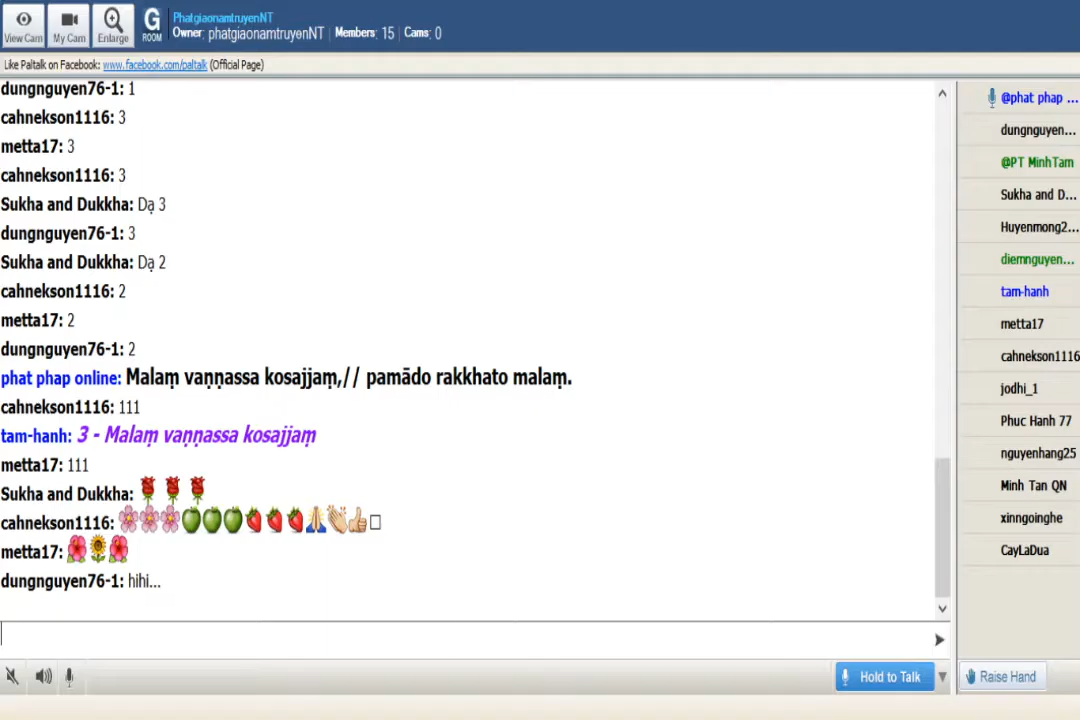 View Cam
My Cam
Enlarge
G
ROOM
PhatgiaonamtruyenNT
Owner: phatgiaonamtruyenNT | Members: 15 | Cams: 0
Like Paltalk on Facebook: www.facebook.com/paltalk (Official Page)
dungnguyen76-1: 1
cahnekson1116: 3
metta17: 3
cahnekson1116: 3
Sukha and Dukkha: Dạ 3
dungnguyen76-1: 3
Sukha and Dukkha: Dạ 2
cahnekson1116: 2
metta17: 2
dungnguyen76-1: 2
phat phap online: Malaṃ vaṇṇassa kosajjaṃ,// pamādo rakkhato malaṃ.
cahnekson1116: 111
tam-hanh: 3 - Malaṃ vaṇṇassa kosajjaṃ
metta17: 111
Sukha and Dukkha: 🌹🌹🌹
cahnekson1116: 🌸🌸🌸🍏🍏🍏🍓🍓🍓🙏👏👍□
metta17: 🌺🌻🌺
dungnguyen76-1: hihi...
@phat phap ...
dungnguyen...
@PT MinhTam
Sukha and D...
Huyenmong2...
diemnguyen...
tam-hanh
metta17
cahnekson1116
jodhi_1
Phuc Hanh 77
nguyenhang25
Minh Tan QN
xinngoinghe
CayLaDua
Hold to Talk
Raise Hand